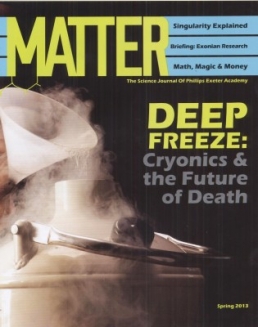 Singularity Explained
Briefing: Exonian Research
Math, Magic & Money
MATTER
The Science Journal Of Phillips Exeter Academy
DEEP
FREEZE:
Cryonics &
the Future
of Death
Spring 2013